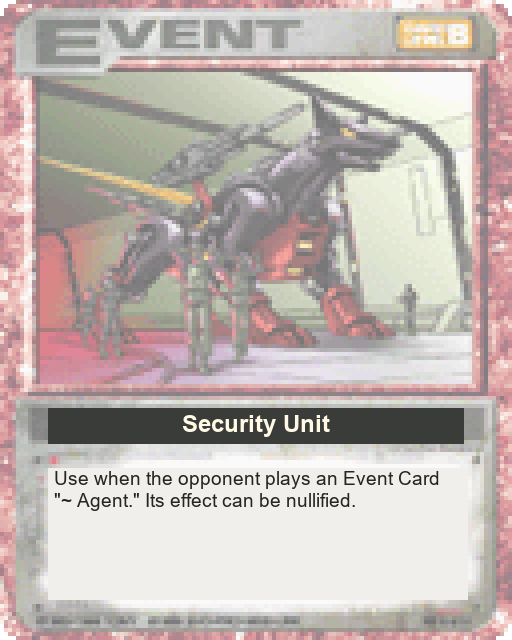 EVENT
B
Security Unit
Use when the opponent plays an Event Card
"~ Agent." Its effect can be nullified.